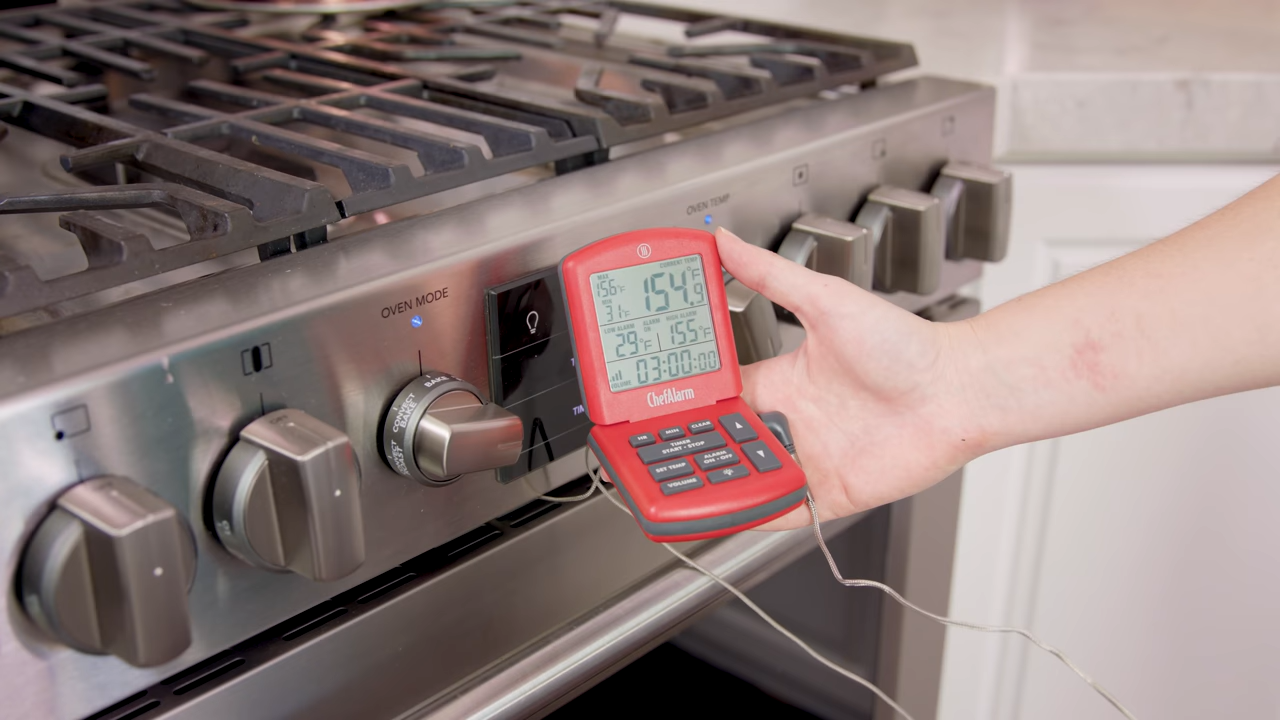 OVEN TEMP
OVEN MODE
BAKE
CONVECT
BAKE
MAX
CURRENT TEMP
156°F
154.9°F
MIN
31°F
LOW ALARM
ALARM
ON
HIGH ALARM
29°F
155°F
VOLUME
03:00:00
ChefAlarm
HR
MIN
CLEAR
TIMER
START • STOP
SET TEMP
ALARM
ON • OFF
VOLUME